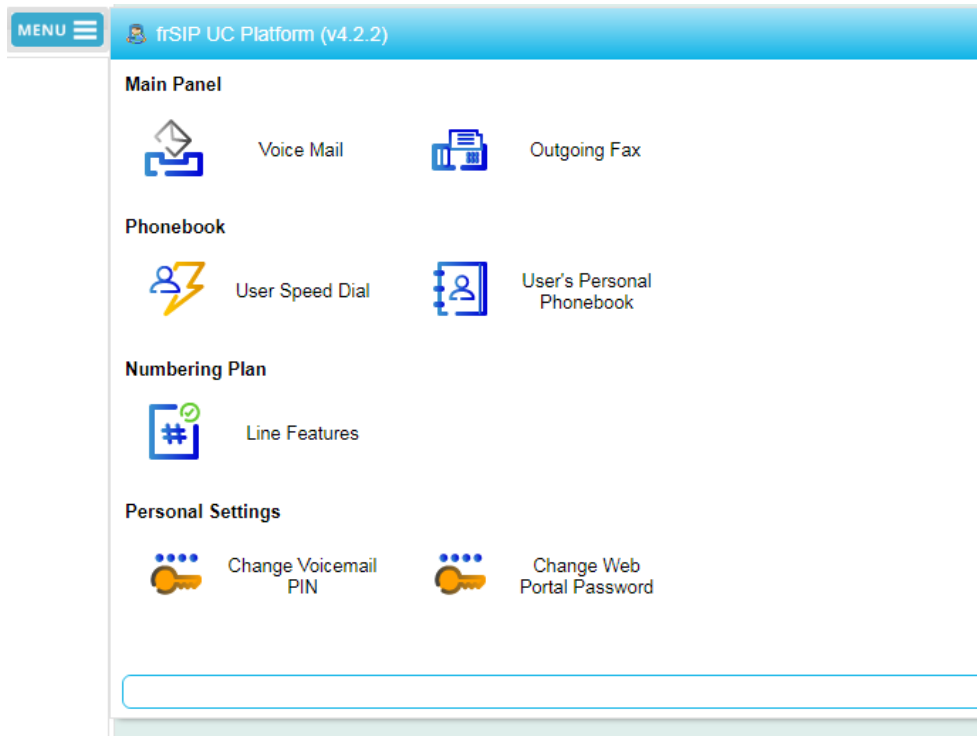 MENU
frSIP UC Platform (v4.2.2)
Main Panel
Voice Mail
Outgoing Fax
Phonebook
User Speed Dial
User's Personal
Phonebook
Numbering Plan
#
Line Features
Personal Settings
Change Voicemail
PIN
Change Web
Portal Password